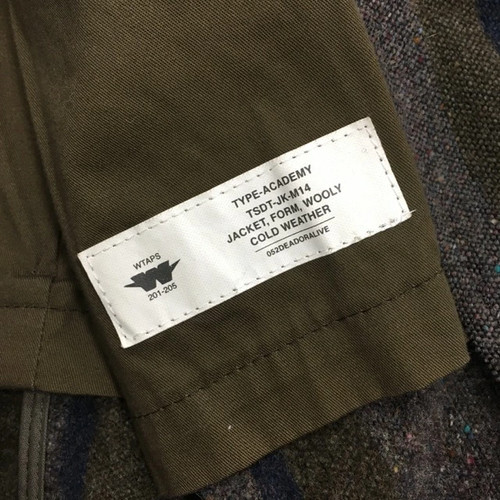 WTAPS
201-205
TYPE-ACADEMY
TSDT-JK-M14
JACKET, FORM, WOOLY
COLD WEATHER
052DEADORALIVE